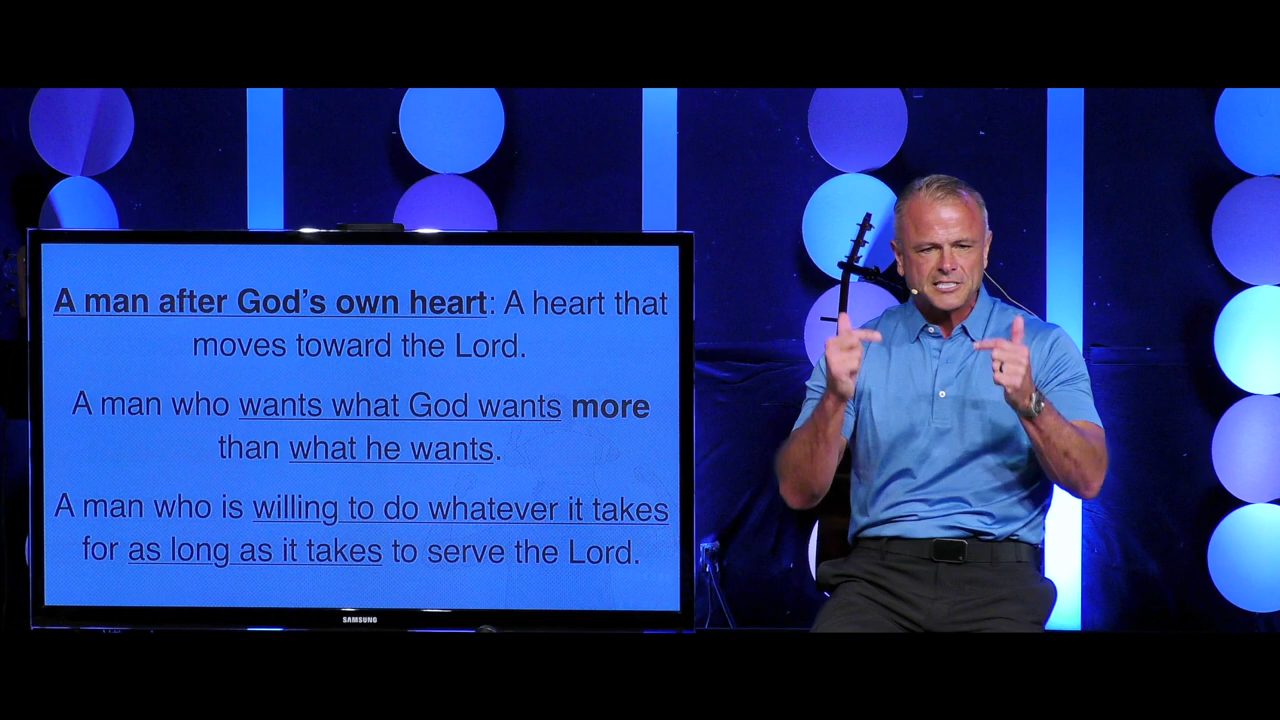 A man after God's own heart: A heart that
moves toward the Lord.
A man who wants what God wants more
than what he wants.
A man who is willing to do whatever it takes
for as long as it takes to serve the Lord.
SAMSUNG